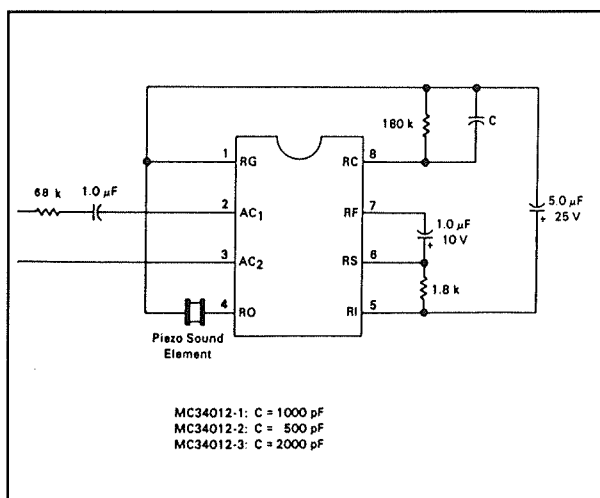 180 k
C
1
RG
RC
8
68 k
1.0 µF
2
AC1
RF
7
1.0 µF
+ 10 V
5.0 µF
+ 25 V
3
AC2
RS
6
1.8 k
4
RO
RI
5
Piezo Sound
Element
MC34012-1: C = 1000 pF
MC34012-2: C = 500 pF
MC34012-3: C = 2000 pF